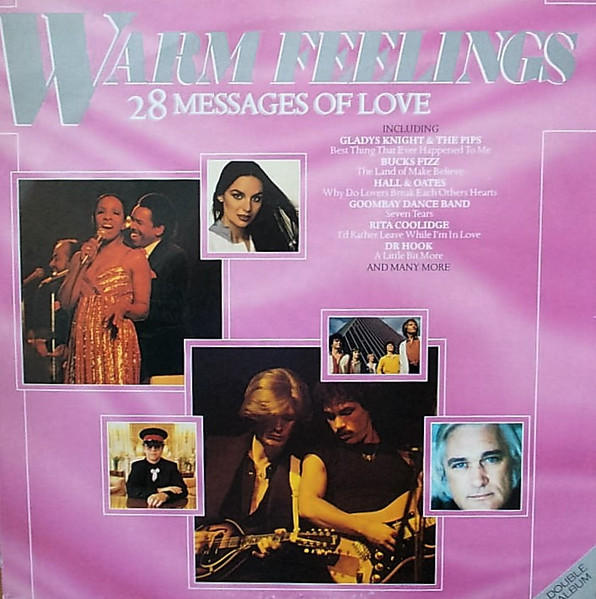 WARM FEELINGS
28 MESSAGES OF LOVE
INCLUDING
GLADYS KNIGHT & THE PIPS
Best Thing That Ever Happened To Me
BUCKS FIZZ
The Land of Make Believe
HALL & OATES
Why Do Lovers Break Each Others Hearts
GOOMBAY DANCE BAND
Seven Tears
RITA COOLIDGE
I'd Rather Leave While I'm In Love
DR HOOK
A Little Bit More
AND MANY MORE
DOUBLE
ALBUM